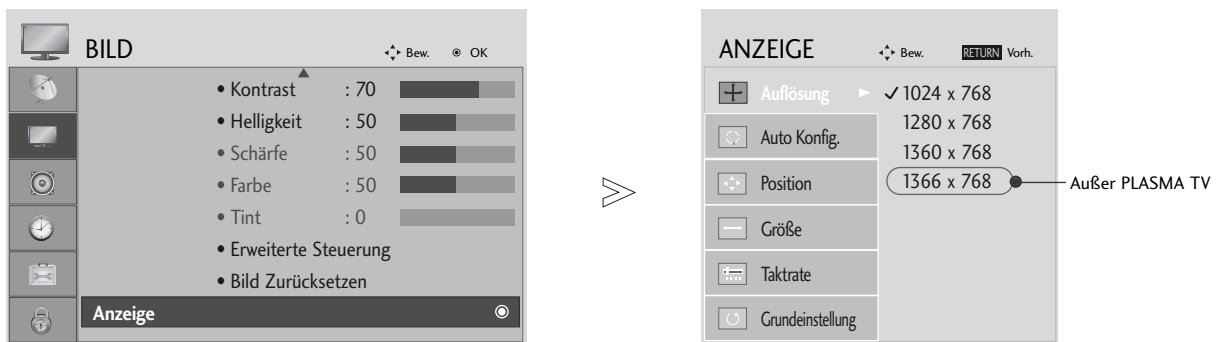 BILD
Bew. OK
• Kontrast : 70
• Helligkeit : 50
• Schärfe : 50
• Farbe : 50
• Tint : 0
• Erweiterte Steuerung
• Bild Zurücksetzen
Anzeige
ANZEIGE
Bew. RETURN Vorh.
Auflösung ✓ 1024 x 768
1280 x 768
Auto Konfig.
1360 x 768
Position
1366 x 768 Außer PLASMA TV
Größe
Taktrate
Grundeinstellung